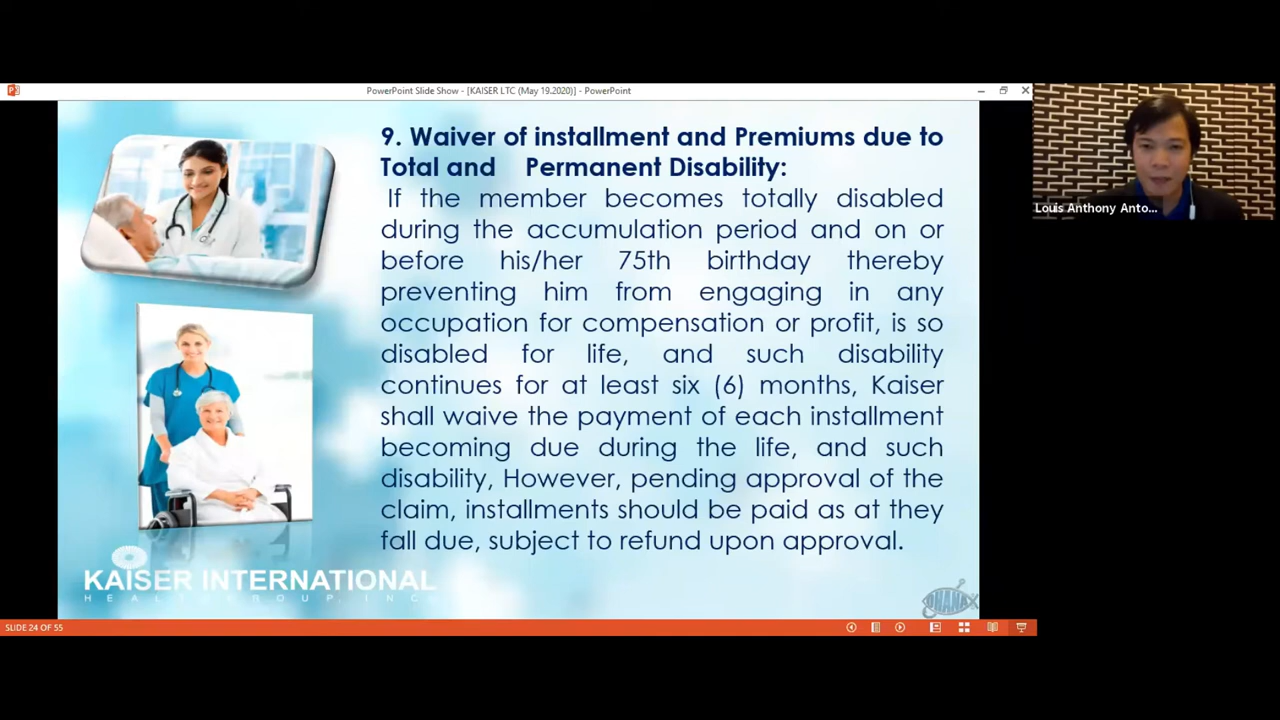 PowerPoint Slide Show - [KAISER LTC (May 19.2020)] - PowerPoint
9. Waiver of installment and Premiums due to
Total and Permanent Disability:
If the member becomes totally disabled
during the accumulation period and on or
before his/her 75th birthday thereby
preventing him from engaging in any
occupation for compensation or profit, is so
disabled for life, and such disability
continues for at least six (6) months, Kaiser
shall waive the payment of each installment
becoming due during the life, and such
disability, However, pending approval of the
claim, installments should be paid as at they
fall due, subject to refund upon approval.
KAISER INTERNATIONAL
HEALTHGROUP, INC.
SLIDE 24 OF 55
Louis Anthony Anto...